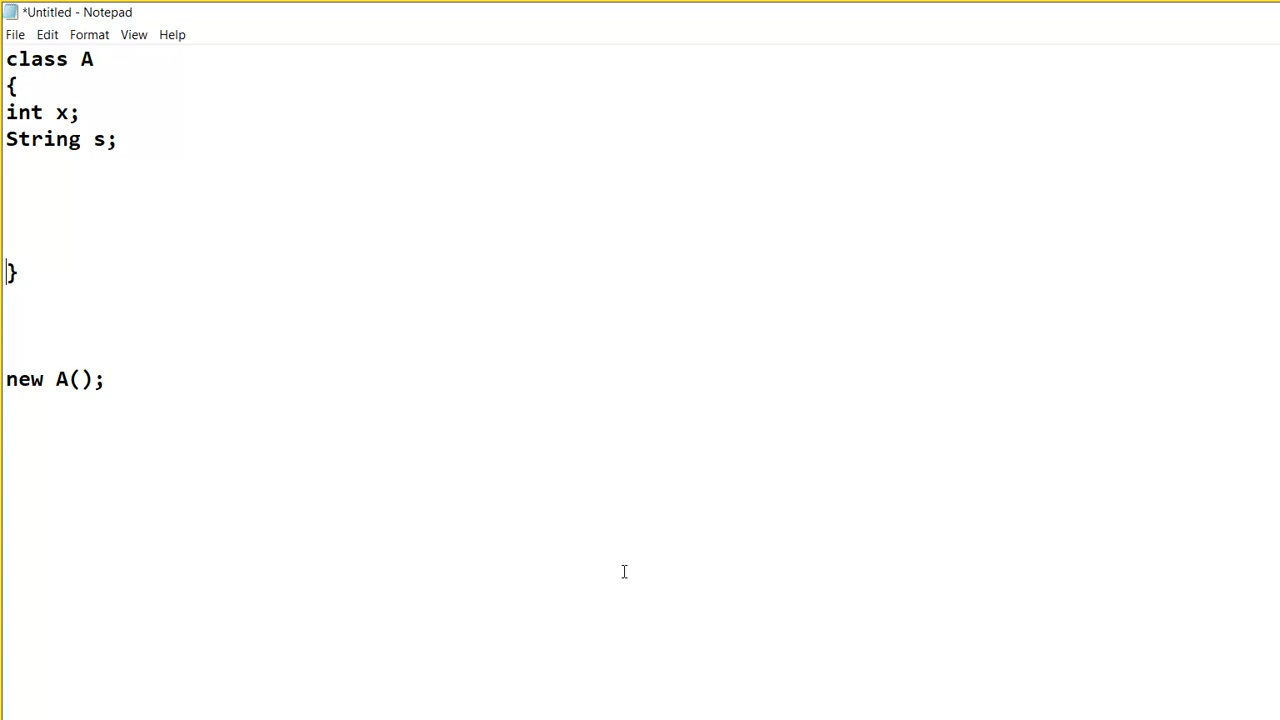 *Untitled - Notepad
File Edit Format View Help
class A
{
int x;
String s;
}
new A();